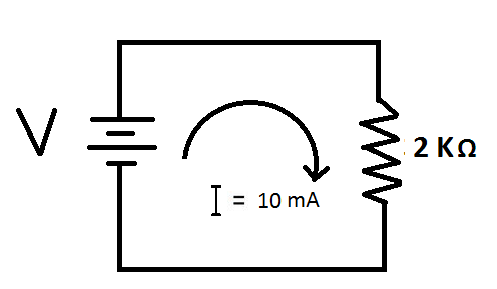 V
2 KΩ
I = 10 mA